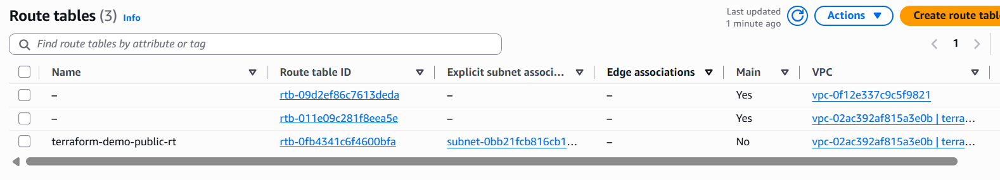 Route tables (3) Info
Last updated
1 minute ago
Actions
Create route tabl
Find route tables by attribute or tag
1
Name Route table ID Explicit subnet associ... Edge associations Main VPC
– rtb-09d2ef86c7613deda – – Yes vpc-0f12e337c9c5f9821
– rtb-011e09c281f8eea5e – – Yes vpc-02ac392af815a3e0b | terra...
terraform-demo-public-rt rtb-0fb4341c6f4600bfa subnet-0bb21fcb816cb1... – No vpc-02ac392af815a3e0b | terra...